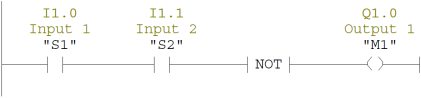 I1.0 I1.1 Q1.0
Input 1 Input 2 Output 1
"S1" "S2" "M1"
NOT